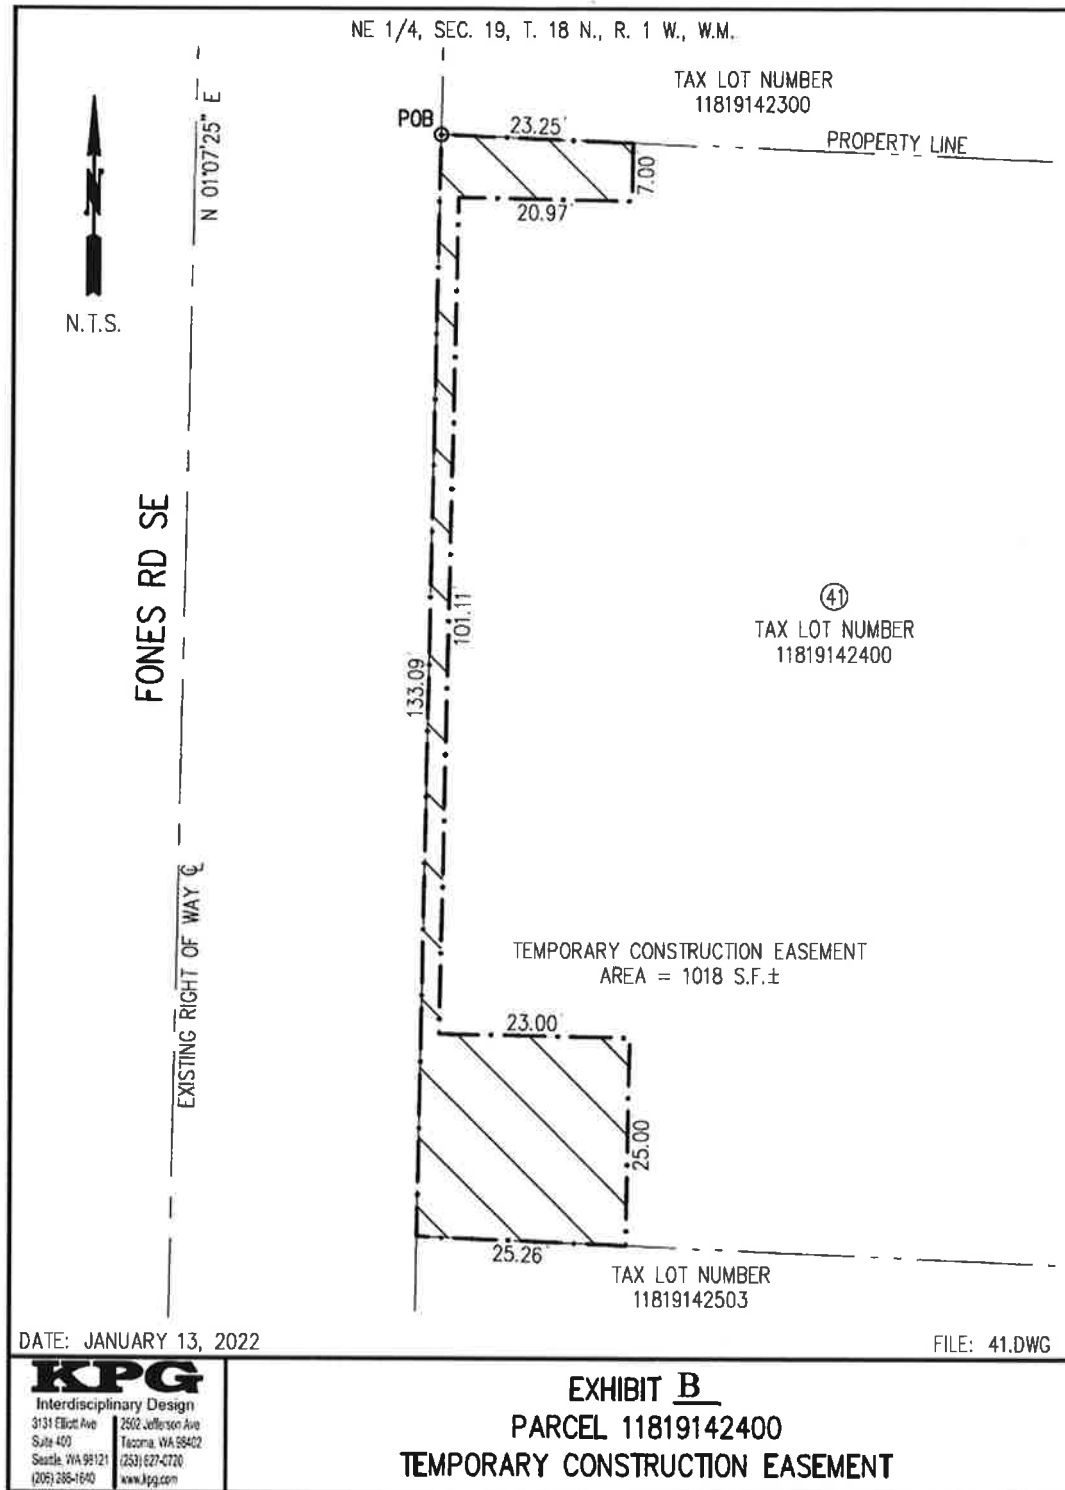 NE 1/4, SEC. 19, T. 18 N., R. 1 W., W.M.
TAX LOT NUMBER
11819142300
POB
23.25'
PROPERTY LINE
7.00'
20.97'
N 01°07'25" E
N
N.T.S.
FONES RD SE
101.11'
133.09'
41
TAX LOT NUMBER
11819142400
EXISTING RIGHT OF WAY ℄
TEMPORARY CONSTRUCTION EASEMENT
AREA = 1018 S.F.±
23.00'
25.00'
25.26'
TAX LOT NUMBER
11819142503
DATE: JANUARY 13, 2022
FILE: 41.DWG
KPG
Interdisciplinary Design
3131 Elliott Ave
Suite 400
Seattle, WA 98121
(206) 286-1640
2502 Jefferson Ave
Tacoma, WA 98402
(253) 627-0720
www.kpg.com
EXHIBIT B
PARCEL 11819142400
TEMPORARY CONSTRUCTION EASEMENT